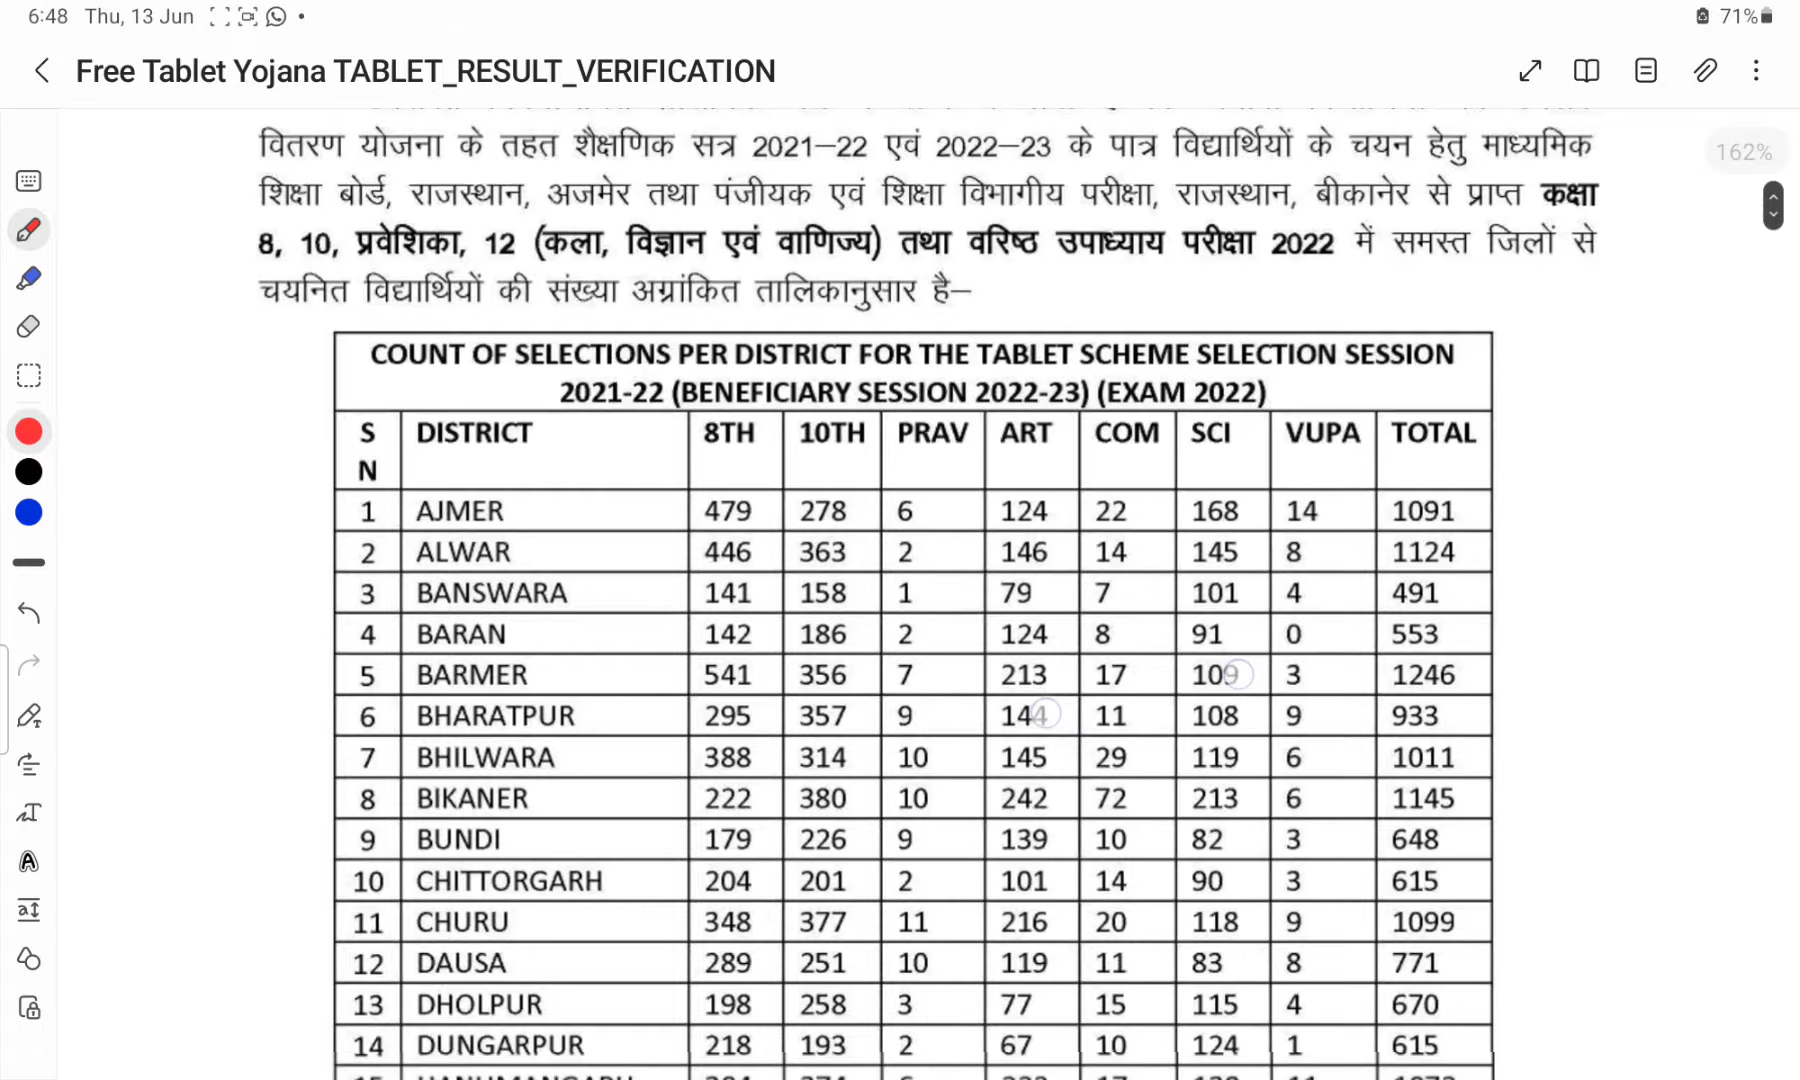 6:48 Thu, 13 Jun 71%
Free Tablet Yojana TABLET_RESULT_VERIFICATION
162%
वितरण योजना के तहत शैक्षणिक सत्र 2021–22 एवं 2022–23 के पात्र विद्यार्थियों के चयन हेतु माध्यमिक
शिक्षा बोर्ड, राजस्थान, अजमेर तथा पंजीयक एवं शिक्षा विभागीय परीक्षा, राजस्थान, बीकानेर से प्राप्त कक्षा
8, 10, प्रवेशिका, 12 (कला, विज्ञान एवं वाणिज्य) तथा वरिष्ठ उपाध्याय परीक्षा 2022 में समस्त जिलों से
चयनित विद्यार्थियों की संख्या अग्रांकित तालिकानुसार है–
COUNT OF SELECTIONS PER DISTRICT FOR THE TABLET SCHEME SELECTION SESSION
2021-22 (BENEFICIARY SESSION 2022-23) (EXAM 2022)
S N DISTRICT 8TH 10TH PRAV ART COM SCI VUPA TOTAL
1 AJMER 479 278 6 124 22 168 14 1091
2 ALWAR 446 363 2 146 14 145 8 1124
3 BANSWARA 141 158 1 79 7 101 4 491
4 BARAN 142 186 2 124 8 91 0 553
5 BARMER 541 356 7 213 17 109 3 1246
6 BHARATPUR 295 357 9 144 11 108 9 933
7 BHILWARA 388 314 10 145 29 119 6 1011
8 BIKANER 222 380 10 242 72 213 6 1145
9 BUNDI 179 226 9 139 10 82 3 648
10 CHITTORGARH 204 201 2 101 14 90 3 615
11 CHURU 348 377 11 216 20 118 9 1099
12 DAUSA 289 251 10 119 11 83 8 771
13 DHOLPUR 198 258 3 77 15 115 4 670
14 DUNGARPUR 218 193 2 67 10 124 1 615